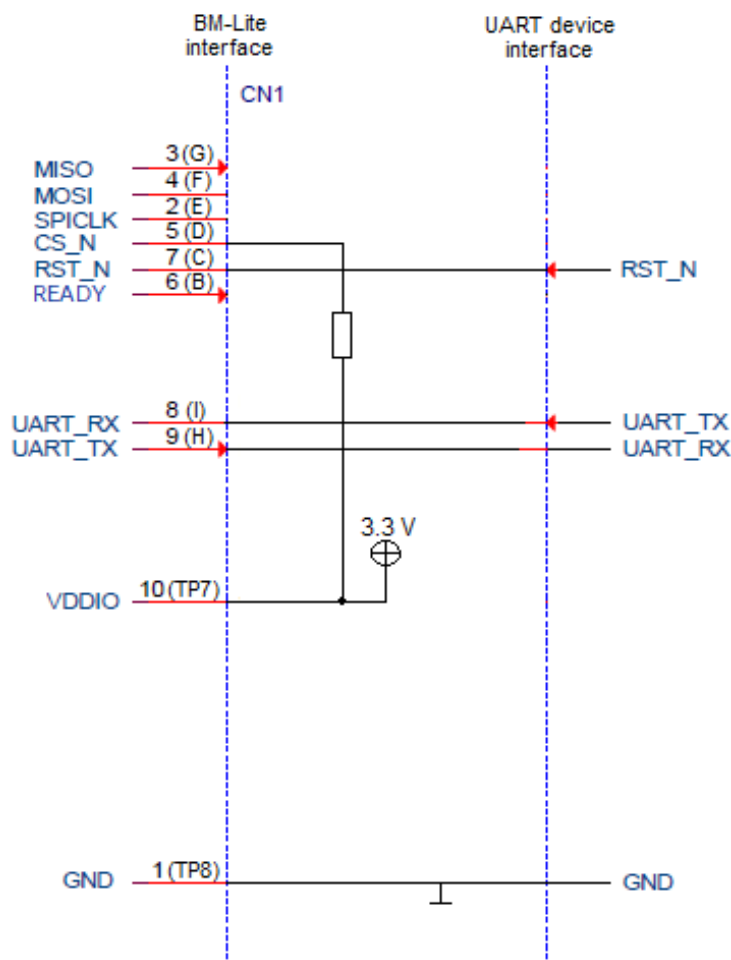 BM-Lite
interface
UART device
interface
CN1
MISO 3 (G)
MOSI 4 (F)
SPICLK 2 (E)
CS_N 5 (D)
RST_N 7 (C) RST_N
READY 6 (B)
UART_RX 8 (I) UART_TX
UART_TX 9 (H) UART_RX
3.3 V
VDDIO 10 (TP7)
GND 1 (TP8) GND